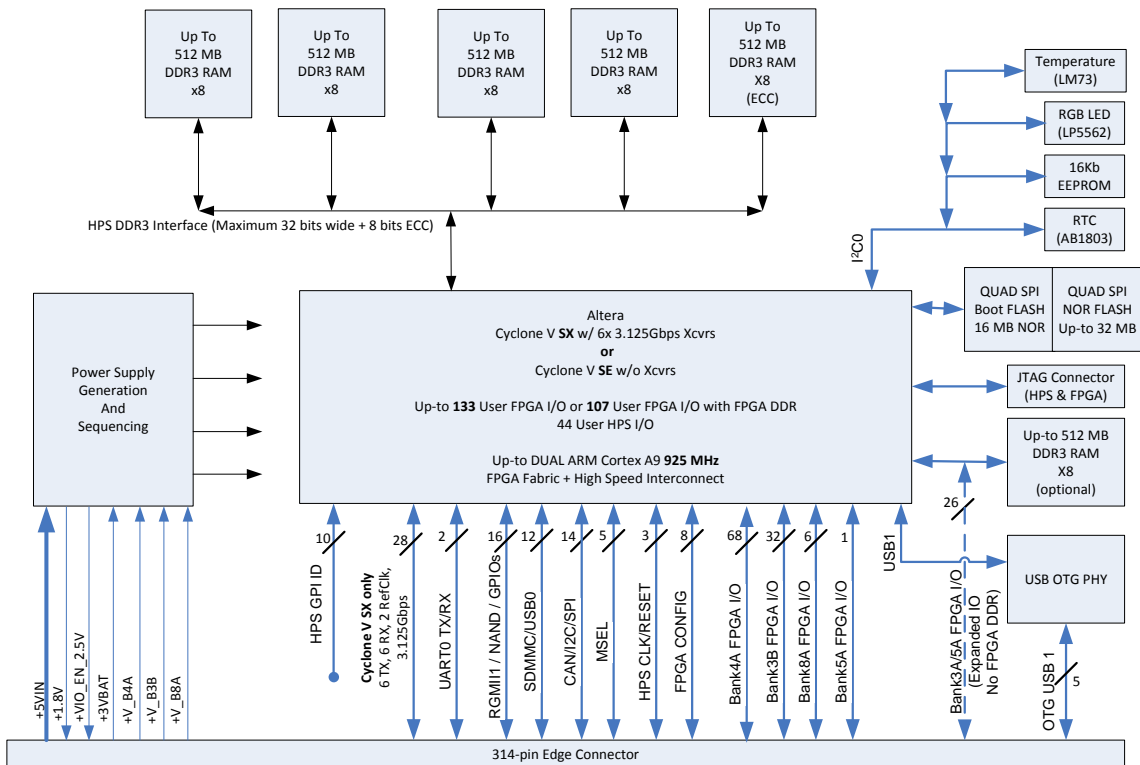 Up To
512 MB
DDR3 RAM
x8
Up To
512 MB
DDR3 RAM
x8
Up To
512 MB
DDR3 RAM
x8
Up To
512 MB
DDR3 RAM
x8
Up To
512 MB
DDR3 RAM
X8
(ECC)
Temperature
(LM73)
RGB LED
(LP5562)
16Kb
EEPROM
RTC
(AB1803)
HPS DDR3 Interface (Maximum 32 bits wide + 8 bits ECC)
I²C0
Power Supply
Generation
And
Sequencing
Altera
Cyclone V SX w/ 6x 3.125Gbps Xcvrs
or
Cyclone V SE w/o Xcvrs
Up-to 133 User FPGA I/O or 107 User FPGA I/O with FPGA DDR
44 User HPS I/O
Up-to DUAL ARM Cortex A9 925 MHz
FPGA Fabric + High Speed Interconnect
QUAD SPI
Boot FLASH
16 MB NOR
QUAD SPI
NOR FLASH
Up-to 32 MB
JTAG Connector
(HPS & FPGA)
Up-to 512 MB
DDR3 RAM
X8
(optional)
USB OTG PHY
+5VIN
+1.8V
+VIO_EN_2.5V
+3VBAT
+V_B4A
+V_B3B
+V_B8A
10
HPS GPI ID
28
Cyclone V SX only
6 TX, 6 RX, 2 RefClk,
3.125Gbps
2
UART0 TX/RX
16
RGMII1 / NAND / GPIOs
12
SDMMC/USB0
14
CAN/I2C/SPI
5
MSEL
3
HPS CLK/RESET
8
FPGA CONFIG
68
Bank4A FPGA I/O
32
Bank3B FPGA I/O
6
Bank8A FPGA I/O
1
Bank5A FPGA I/O
USB1
26
Bank3A/5A FPGA I/O
(Expanded IO
No FPGA DDR)
OTG USB 1
5
314-pin Edge Connector